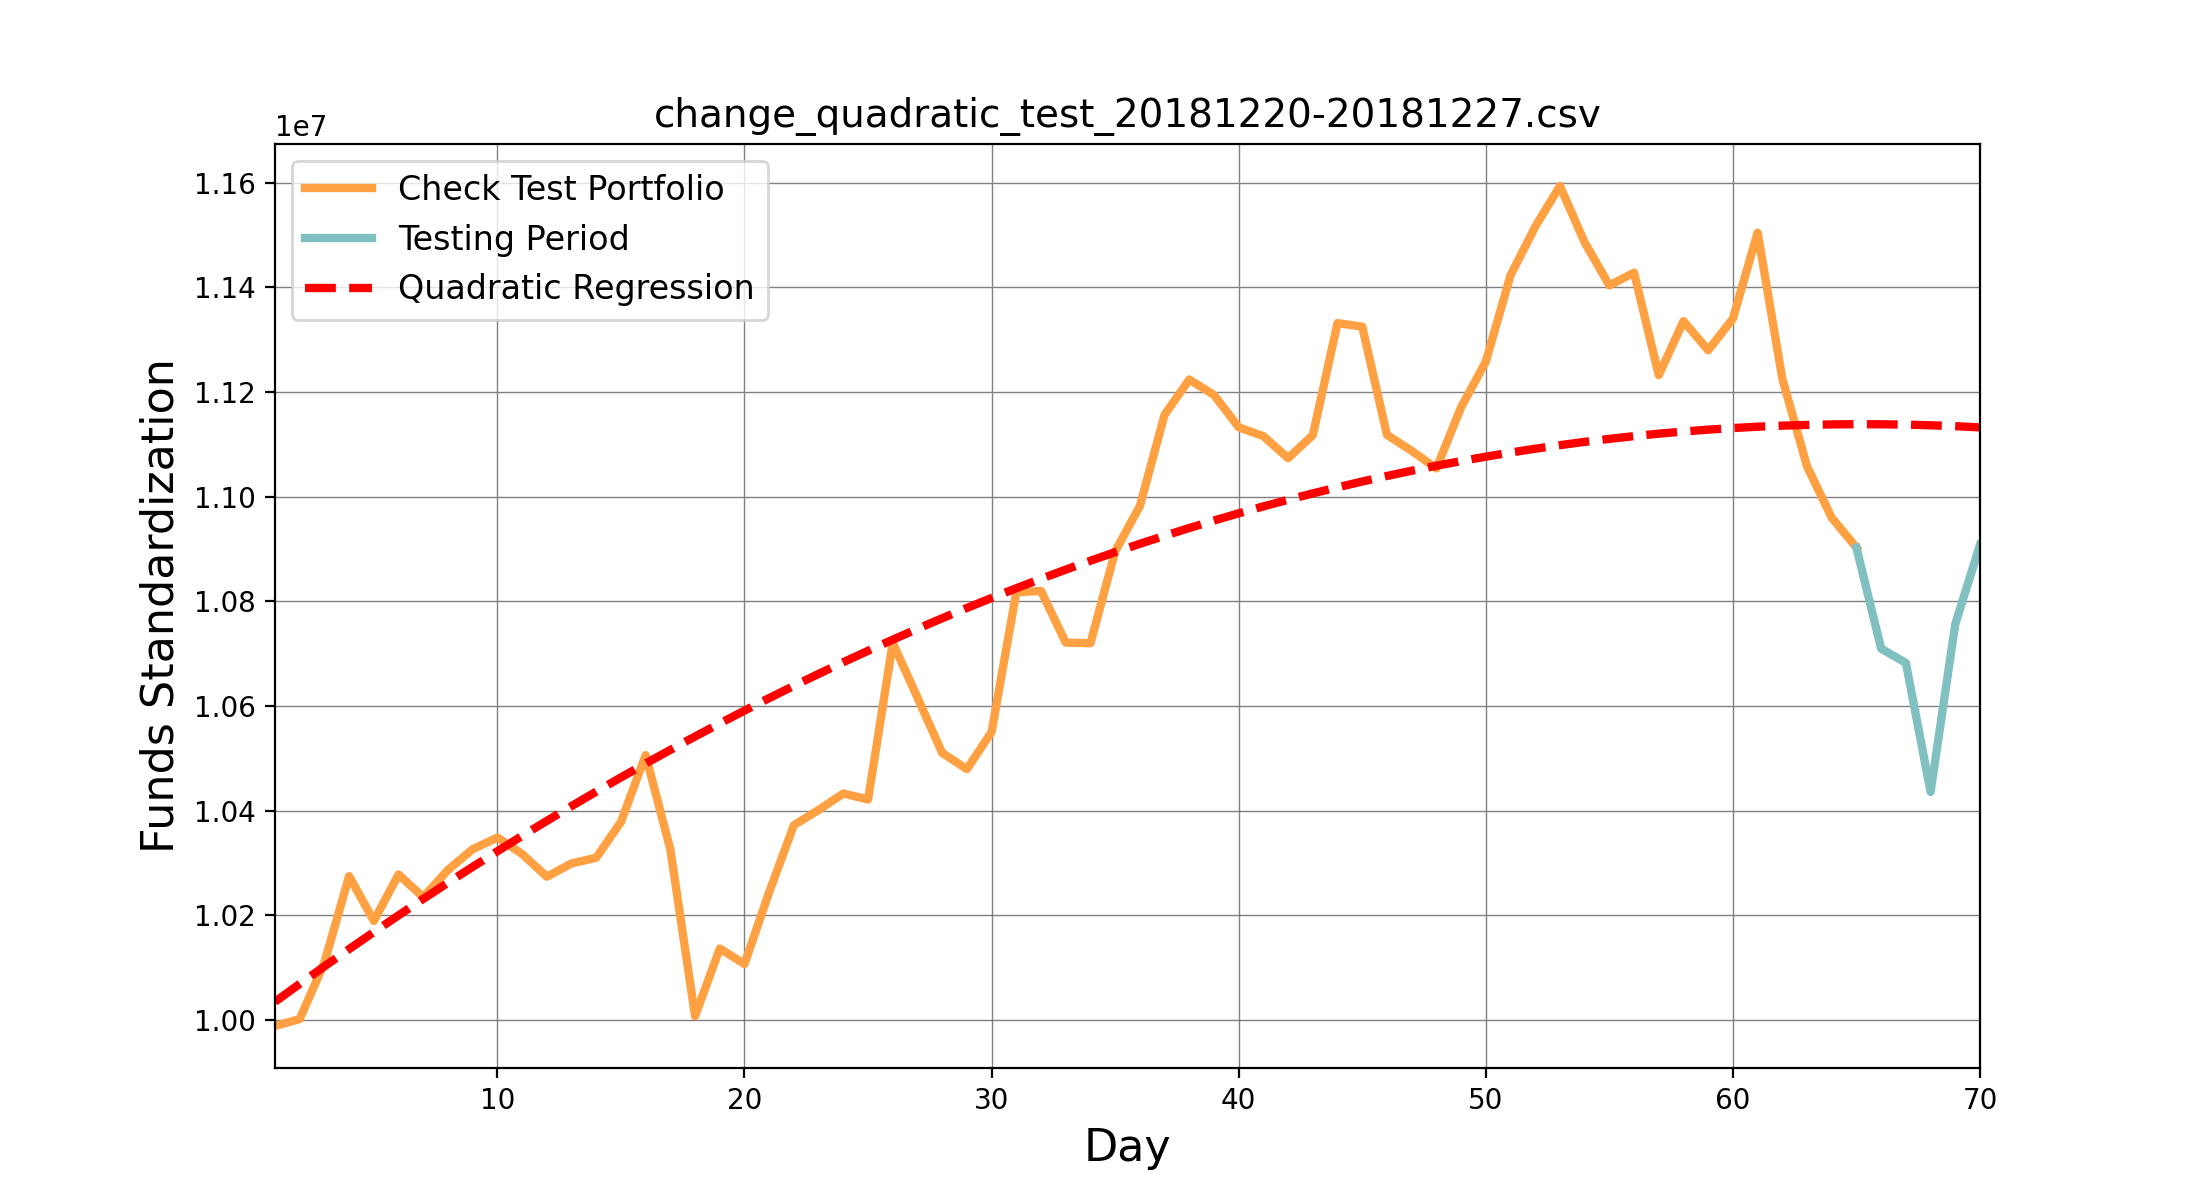 change_quadratic_test_20181220-20181227.csv
1e7
Check Test Portfolio
Testing Period
Quadratic Regression
Funds Standardization
1.16
1.14
1.12
1.10
1.08
1.06
1.04
1.02
1.00
10 20 30 40 50 60 70
Day